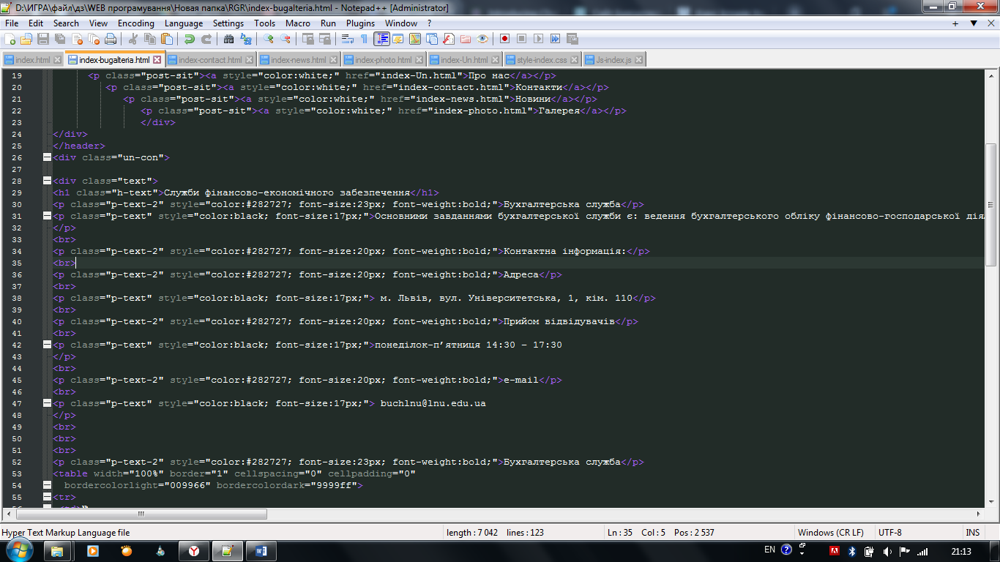 D:\ИГРА\файл\дз\WEB програмування\Новая папка\RGR\index-bugalteria.html - Notepad++ [Administrator]
File Edit Search View Encoding Language Settings Tools Macro Run Plugins Window ? + ▼ X
index.html index-bugalteria.html index-contact.html index-news.html index-photo.html index-Un.html style-index.css Js-index.js
19 <p class="post-sit"><a style="color:white;" href="index-Un.html">Про нас</a></p>
20 <p class="post-sit"><a style="color:white;" href="index-contact.html">Контакти</a></p>
21 <p class="post-sit"><a style="color:white;" href="index-news.html">Новини</a></p>
22 <p class="post-sit"><a style="color:white;" href="index-photo.html">Галерея</a></p>
23 </div>
24 </div>
25 </header>
26 <div class="un-con">
27
28 <div class="text">
29 <h1 class="h-text">Служби фінансово-економічного забезпечення</h1>
30 <p class="p-text-2" style="color:#282727; font-size:23px; font-weight:bold;">Бухгалтерська служба</p>
31 <p class="p-text" style="color:black; font-size:17px;">Основними завданнями бухгалтерської служби є: ведення бухгалтерського обліку фінансово-господарської дія
32 </p>
33 <br>
34 <p class="p-text-2" style="color:#282727; font-size:20px; font-weight:bold;">Контактна інформація:</p>
35 <br>
36 <p class="p-text-2" style="color:#282727; font-size:20px; font-weight:bold;">Адреса</p>
37 <br>
38 <p class="p-text" style="color:black; font-size:17px;"> м. Львів, вул. Університетська, 1, кім. 110</p>
39 <br>
40 <p class="p-text-2" style="color:#282727; font-size:20px; font-weight:bold;">Прийом відвідувачів</p>
41 <br>
42 <p class="p-text" style="color:black; font-size:17px;">понеділок–п’ятниця 14:30 – 17:30
43 </p>
44 <br>
45 <p class="p-text-2" style="color:#282727; font-size:20px; font-weight:bold;">e-mail</p>
46 <br>
47 <p class="p-text" style="color:black; font-size:17px;"> buchlnu@lnu.edu.ua
48 </p>
49 <br>
50 <br>
51 <br>
52 <p class="p-text-2" style="color:#282727; font-size:23px; font-weight:bold;">Бухгалтерська служба</p>
53 <table width="100%" border="1" cellspacing="0" cellpadding="0"
54 bordercolorlight="009966" bordercolordark="9999ff">
55 <tr>
Hyper Text Markup Language file length : 7 042 lines : 123 Ln : 35 Col : 5 Pos : 2 537 Windows (CR LF) UTF-8 INS
EN 21:13